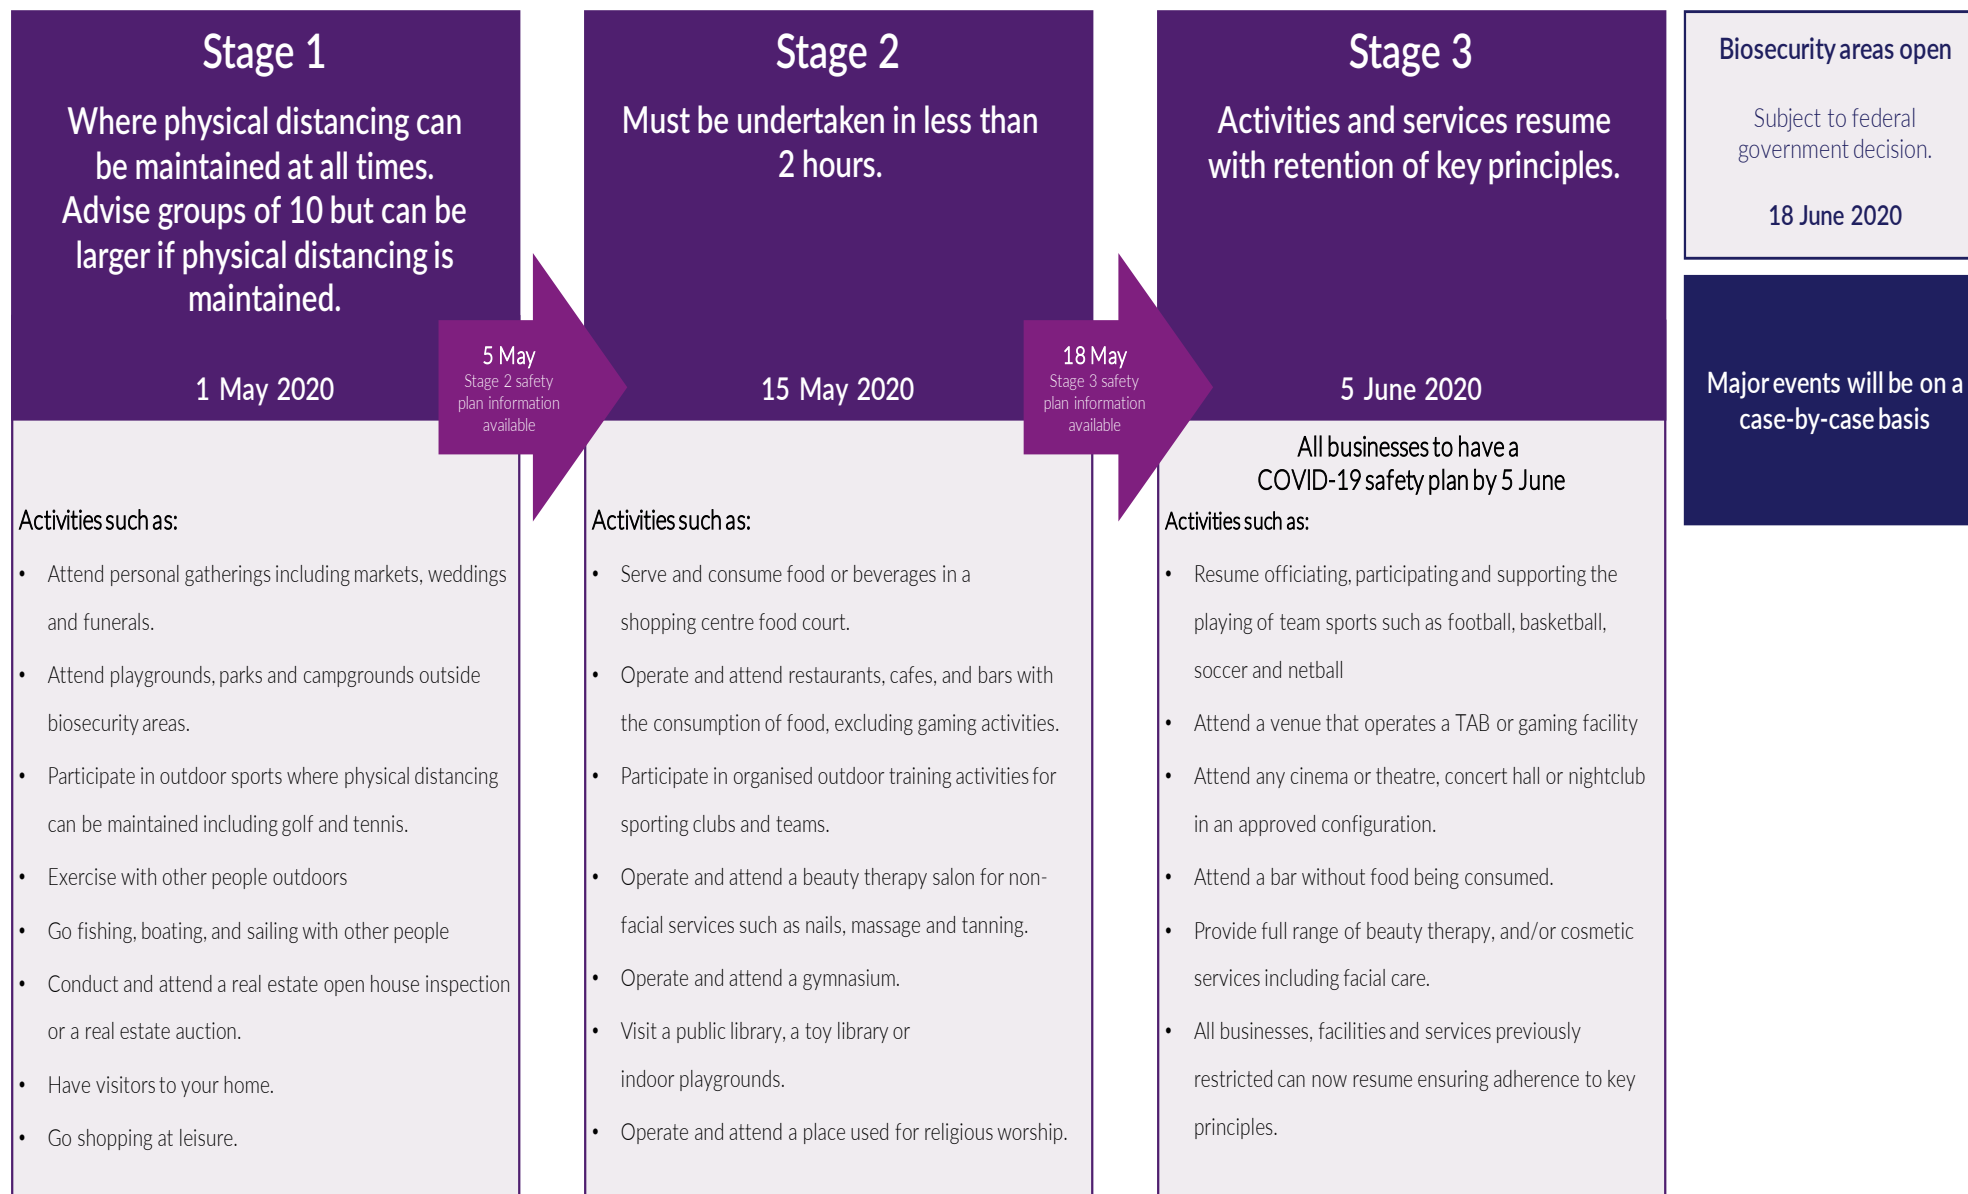 Stage 1
Where physical distancing can
be maintained at all times.
Advise groups of 10 but can be
larger if physical distancing is
maintained.
1 May 2020
5 May
Stage 2 safety
plan information
available
Activities such as:
• Attend personal gatherings including markets, weddings
and funerals.
• Attend playgrounds, parks and campgrounds outside
biosecurity areas.
• Participate in outdoor sports where physical distancing
can be maintained including golf and tennis.
• Exercise with other people outdoors
• Go fishing, boating, and sailing with other people
• Conduct and attend a real estate open house inspection
or a real estate auction.
• Have visitors to your home.
• Go shopping at leisure.
Stage 2
Must be undertaken in less than
2 hours.
15 May 2020
18 May
Stage 3 safety
plan information
available
Activities such as:
• Serve and consume food or beverages in a
shopping centre food court.
• Operate and attend restaurants, cafes, and bars with
the consumption of food, excluding gaming activities.
• Participate in organised outdoor training activities for
sporting clubs and teams.
• Operate and attend a beauty therapy salon for non-
facial services such as nails, massage and tanning.
• Operate and attend a gymnasium.
• Visit a public library, a toy library or
indoor playgrounds.
• Operate and attend a place used for religious worship.
Stage 3
Activities and services resume
with retention of key principles.
5 June 2020
All businesses to have a
COVID-19 safety plan by 5 June
Activities such as:
• Resume officiating, participating and supporting the
playing of team sports such as football, basketball,
soccer and netball
• Attend a venue that operates a TAB or gaming facility
• Attend any cinema or theatre, concert hall or nightclub
in an approved configuration.
• Attend a bar without food being consumed.
• Provide full range of beauty therapy, and/or cosmetic
services including facial care.
• All businesses, facilities and services previously
restricted can now resume ensuring adherence to key
principles.
Biosecurity areas open
Subject to federal
government decision.
18 June 2020
Major events will be on a
case-by-case basis